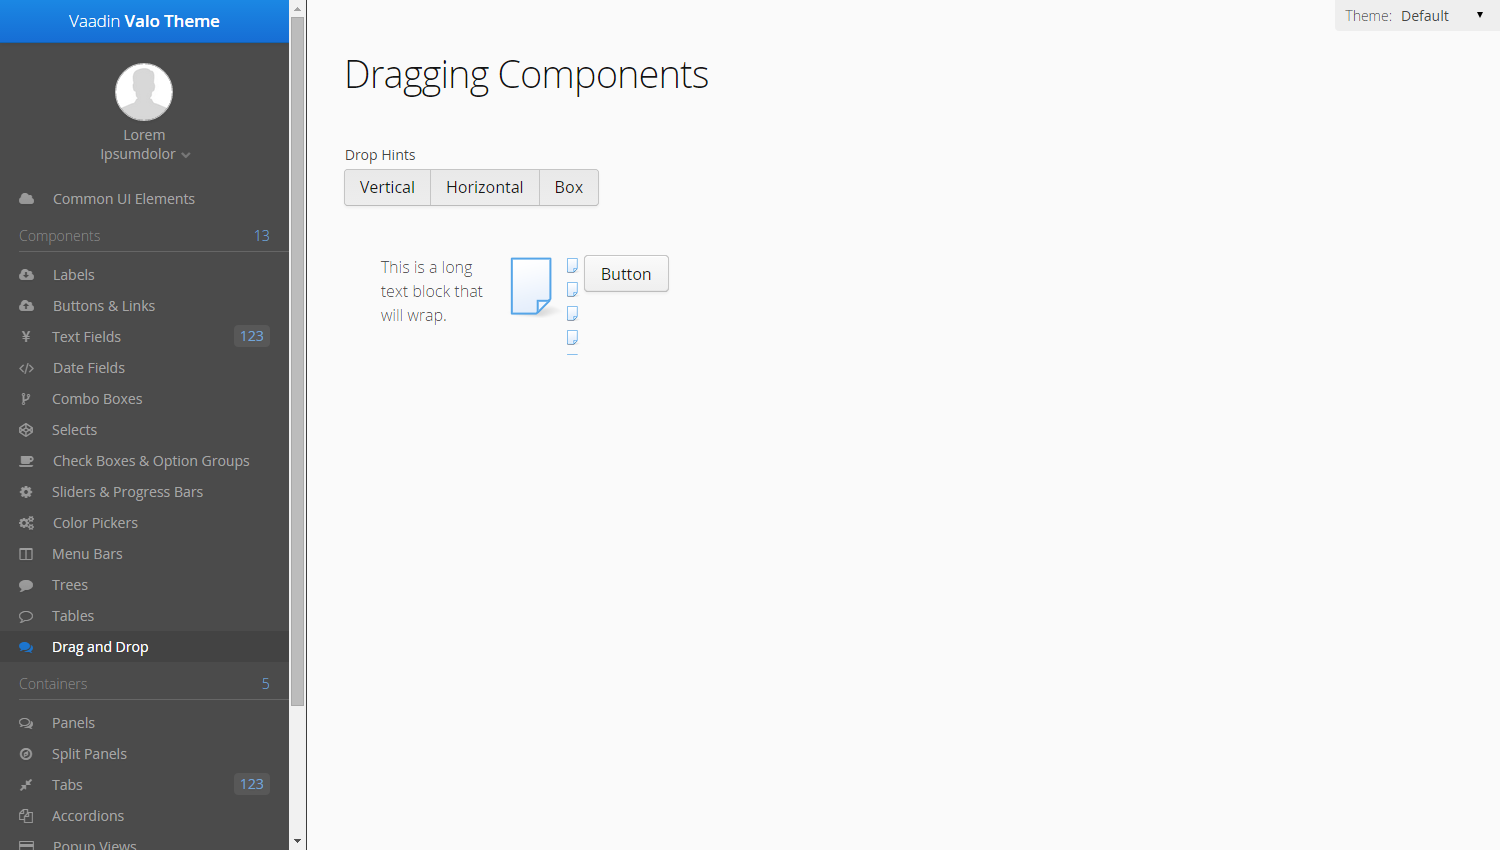 Vaadin Valo Theme
Lorem
Ipsumdolor
Common UI Elements
Components 13
Labels
Buttons & Links
Text Fields 123
Date Fields
Combo Boxes
Selects
Check Boxes & Option Groups
Sliders & Progress Bars
Color Pickers
Menu Bars
Trees
Tables
Drag and Drop
Containers 5
Panels
Split Panels
Tabs 123
Accordions
Popup Views
Theme: Default
Dragging Components
Drop Hints
Vertical Horizontal Box
This is a long
text block that
will wrap.
Button